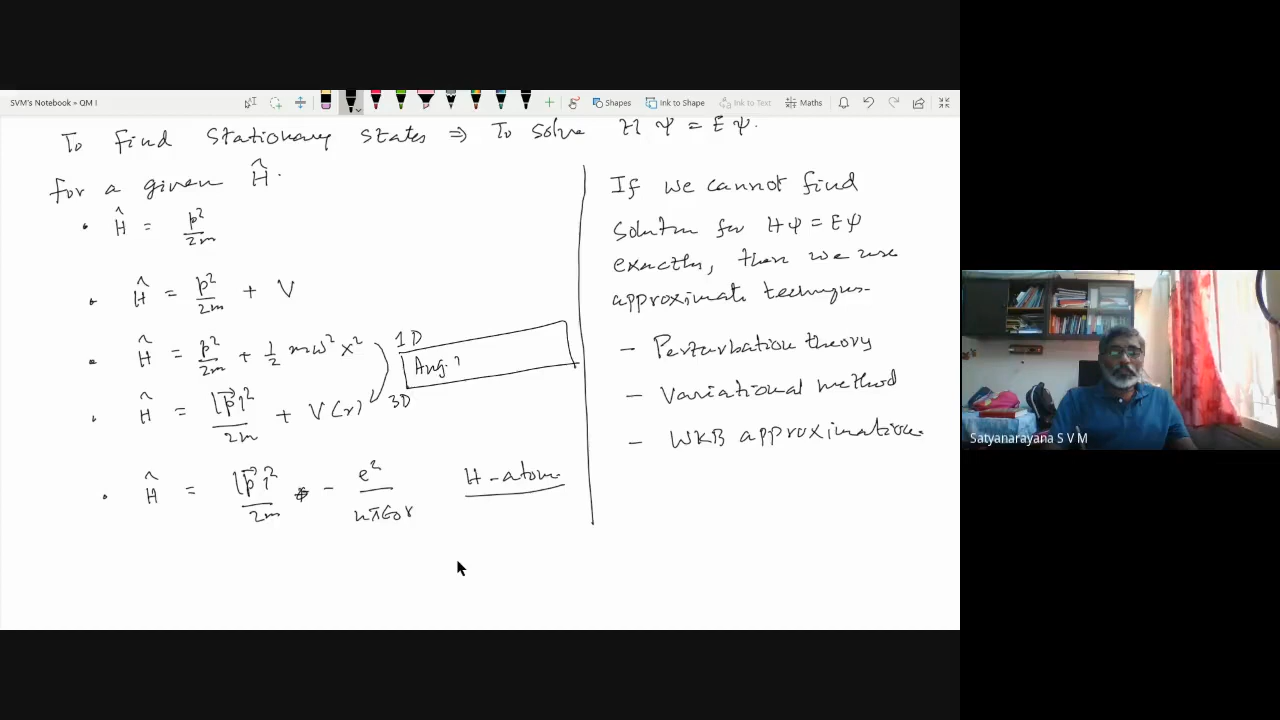 SVM's Notebook » QM I
Shapes
Ink to Shape
Ink to Text
Maths
To find stationary states ⇒ To solve Hψ = Eψ.
for a given Ĥ.
• Ĥ = p²/2m
• Ĥ = p²/2m + V
• Ĥ = p²/2m + 1/2 mω²x²
1D
Ang.
• Ĥ = |p⃗|²/2m + V(r)
3D
• Ĥ = |p⃗|²/2m - e²/4πε₀r H-atom
If we cannot find
solution for Hψ = Eψ
exactly, then we use
approximate techniques.
- Perturbation theory
- Variational method
- WKB approximation.
Satyanarayana S V M